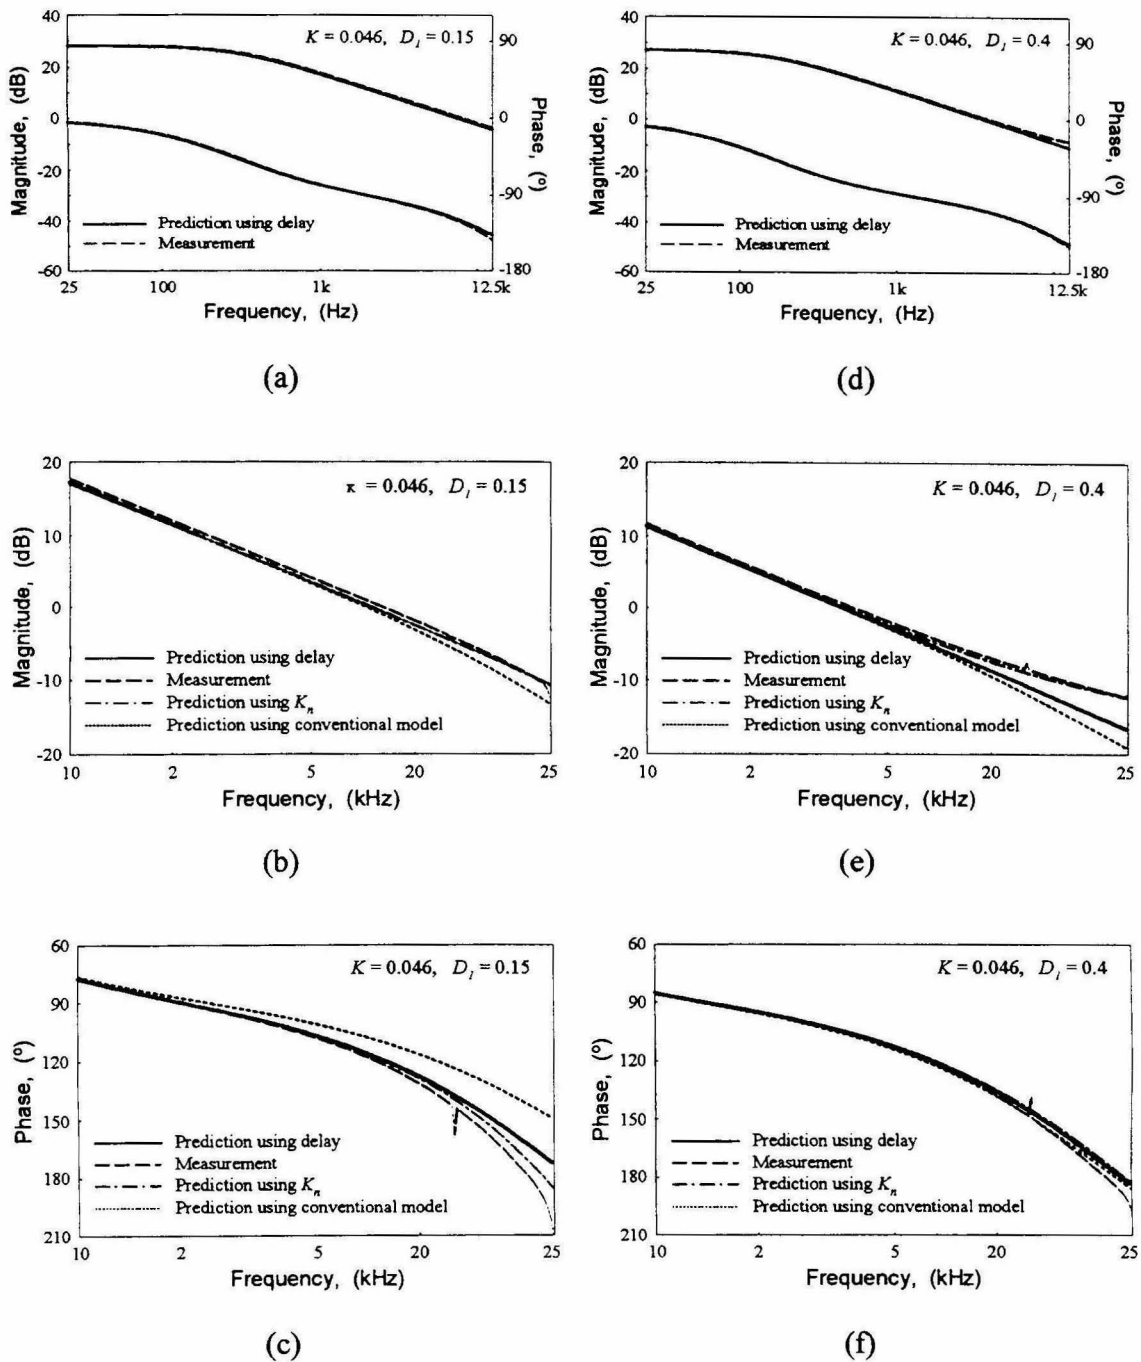 40
20
0
-20
-40
-60
Magnitude, (dB)
K = 0.046, D1 = 0.15
90
0
-90
-180
Phase, (º)
Prediction using delay
Measurement
25 100 1k 12.5k
Frequency, (Hz)
(a)
40
20
0
-20
-40
-60
Magnitude, (dB)
K = 0.046, D1 = 0.4
90
0
-90
-180
Phase, (º)
Prediction using delay
Measurement
25 100 1k 12.5k
Frequency, (Hz)
(d)
20
10
0
-10
-20
Magnitude, (dB)
κ = 0.046, D1 = 0.15
Prediction using delay
Measurement
Prediction using Kn
Prediction using conventional model
10 2 5 20 25
Frequency, (kHz)
(b)
20
10
0
-10
-20
Magnitude, (dB)
K = 0.046, D1 = 0.4
Prediction using delay
Measurement
Prediction using Kn
Prediction using conventional model
10 2 5 20 25
Frequency, (kHz)
(e)
60
90
120
150
180
210
Phase, (º)
K = 0.046, D1 = 0.15
Prediction using delay
Measurement
Prediction using Kn
Prediction using conventional model
10 2 5 20 25
Frequency, (kHz)
(c)
60
90
120
150
180
210
Phase, (º)
K = 0.046, D1 = 0.4
Prediction using delay
Measurement
Prediction using Kn
Prediction using conventional model
10 2 5 20 25
Frequency, (kHz)
(f)